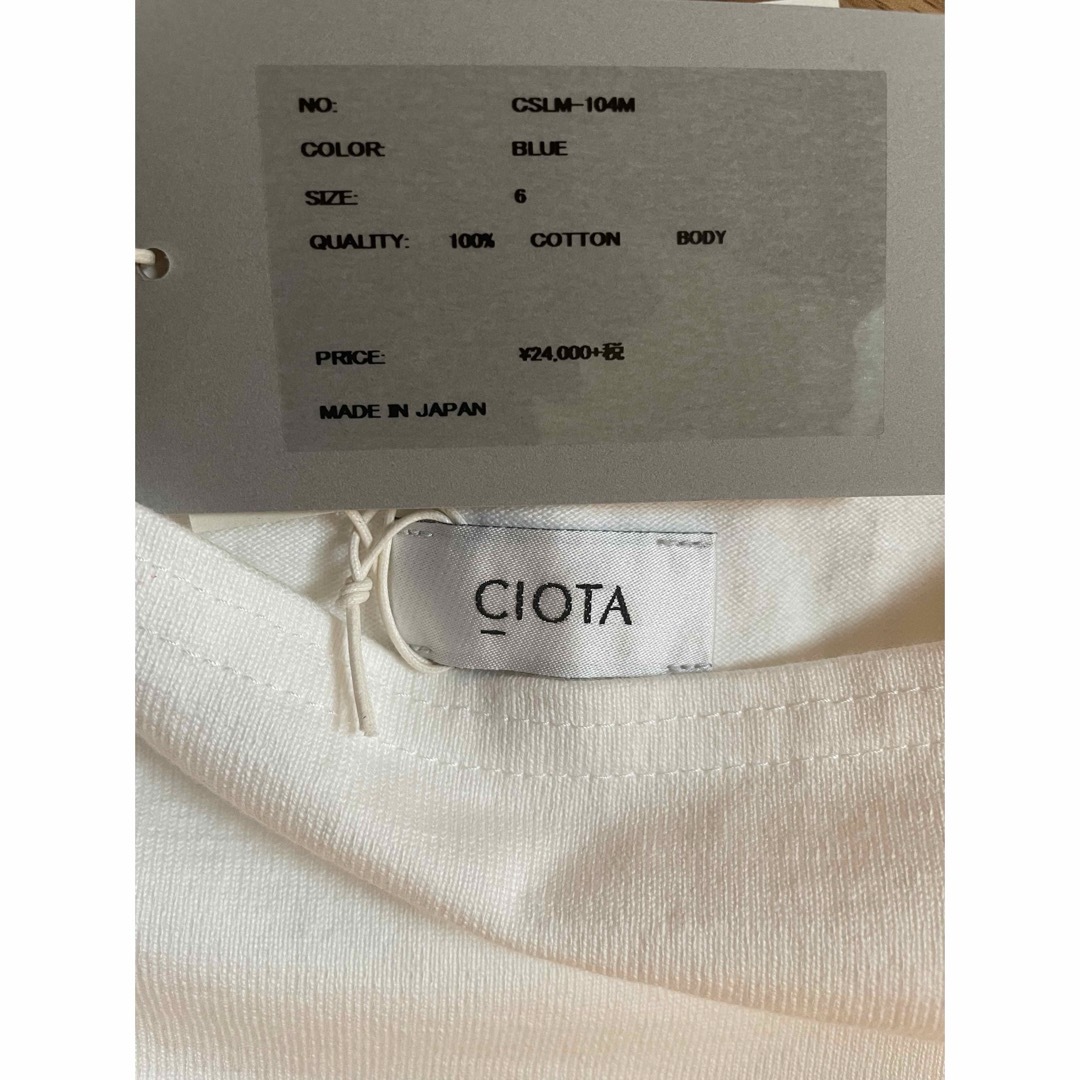 NO: CSLM-104M
COLOR: BLUE
SIZE: 6
QUALITY: 100% COTTON BODY
PRICE: ¥24,000+税
MADE IN JAPAN
CIOTA